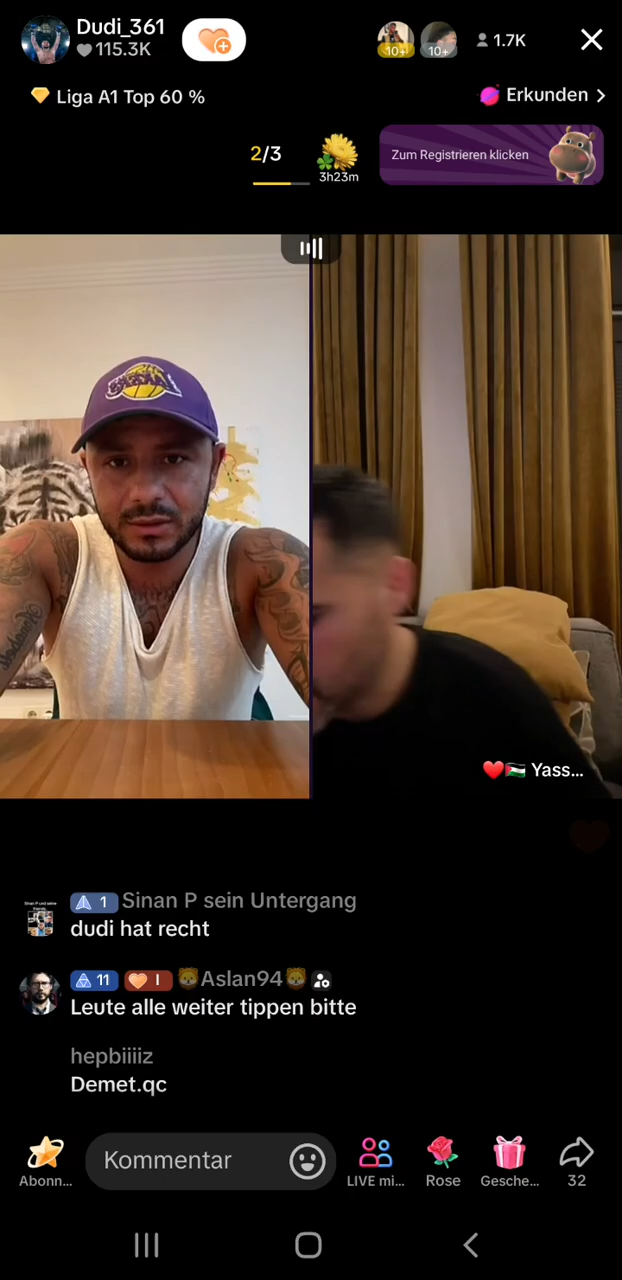 Dudi_361
115.3K
10+
10+
1.7K
Liga A1 Top 60 %
Erkunden
2/3
3h23m
Zum Registrieren klicken
Yass...
1 Sinan P sein Untergang
dudi hat recht
11 I Aslan94
Leute alle weiter tippen bitte
hepbiiiiz
Demet.qc
Kommentar
Abonn...
LIVE mi...
Rose
Gesche...
32